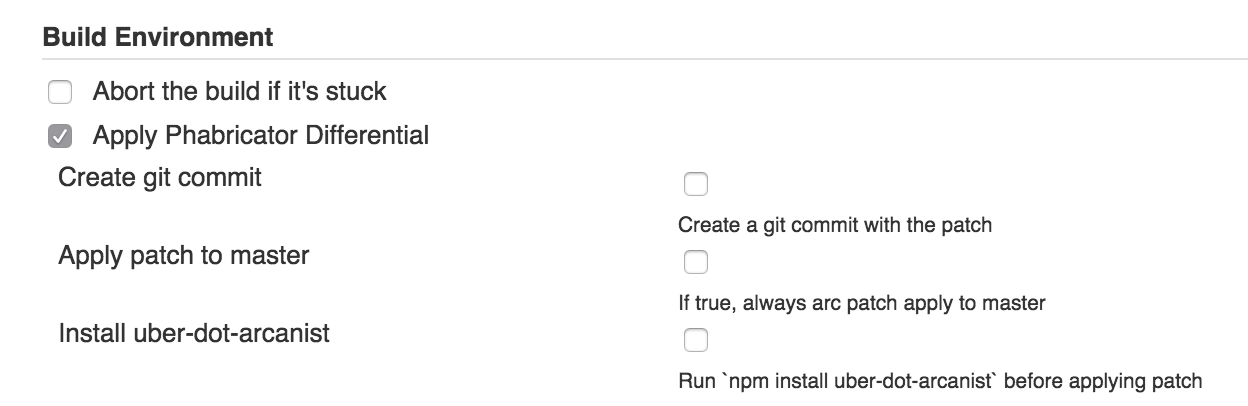 Build Environment
Abort the build if it's stuck
Apply Phabricator Differential
Create git commit
Create a git commit with the patch
Apply patch to master
If true, always arc patch apply to master
Install uber-dot-arcanist
Run `npm install uber-dot-arcanist` before applying patch